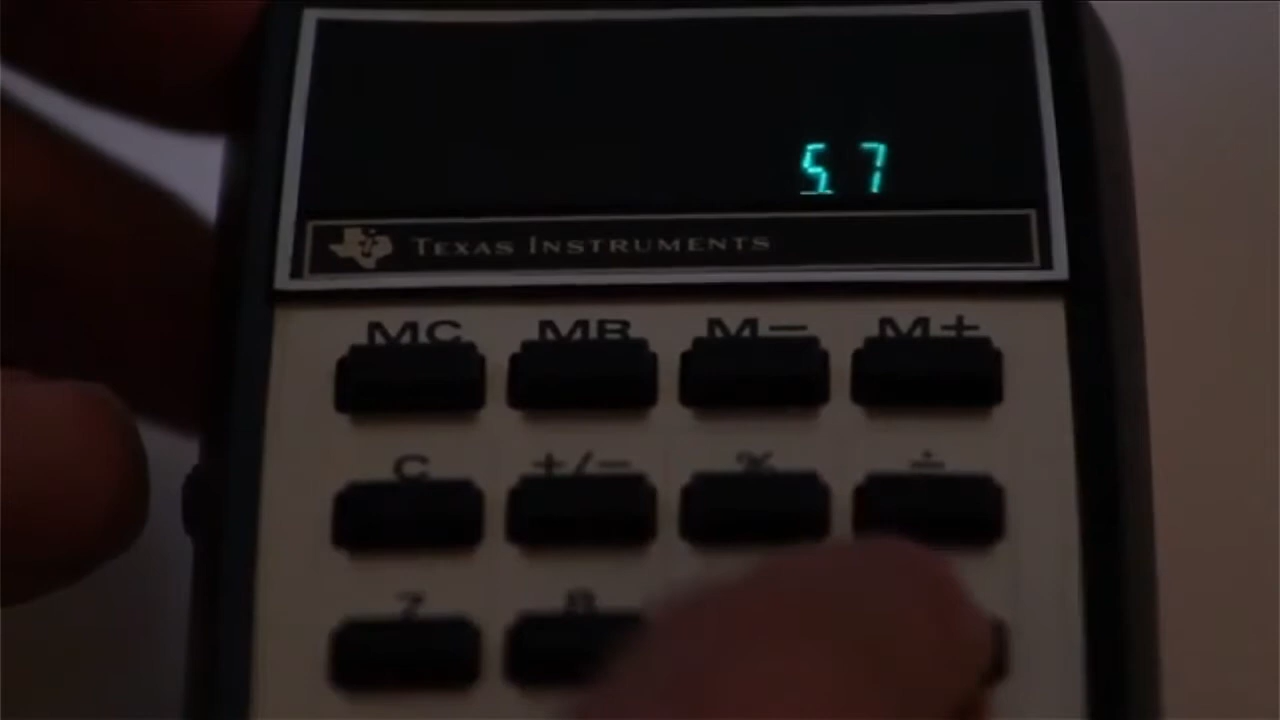 57
TEXAS INSTRUMENTS
MC MR M− M+
C +/− % ÷
7 8